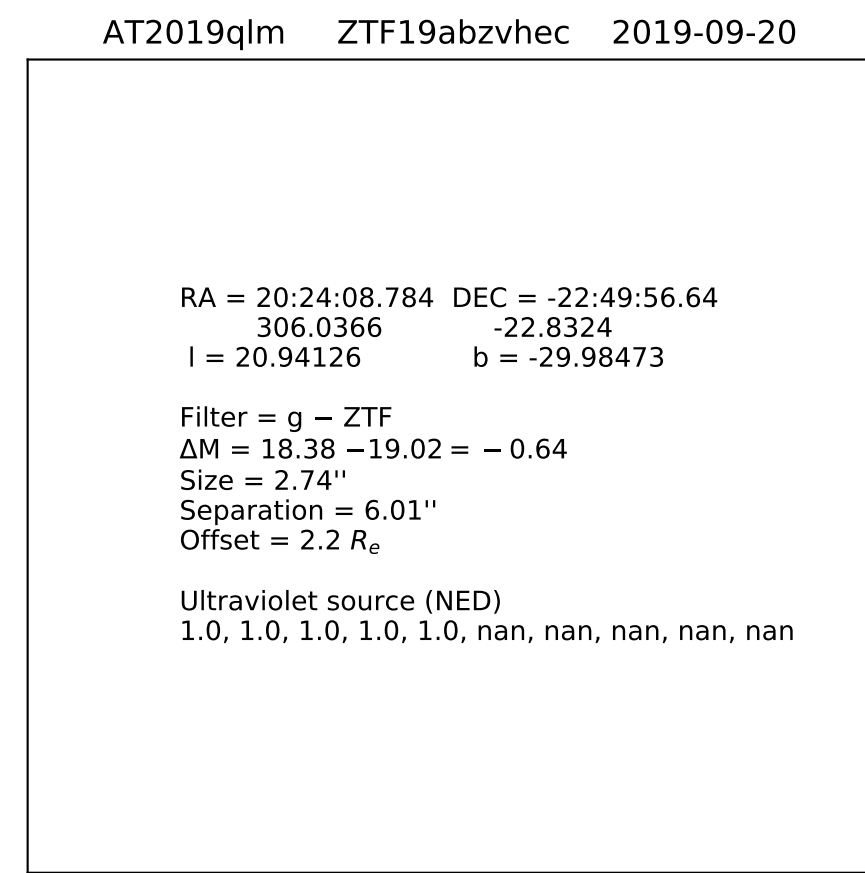 AT2019qlm ZTF19abzvhec 2019-09-20
RA = 20:24:08.784 DEC = -22:49:56.64
306.0366 -22.8324
l = 20.94126 b = -29.98473
Filter = g − ZTF
ΔM = 18.38 −19.02 = − 0.64
Size = 2.74''
Separation = 6.01''
Offset = 2.2 Re
Ultraviolet source (NED)
1.0, 1.0, 1.0, 1.0, 1.0, nan, nan, nan, nan, nan